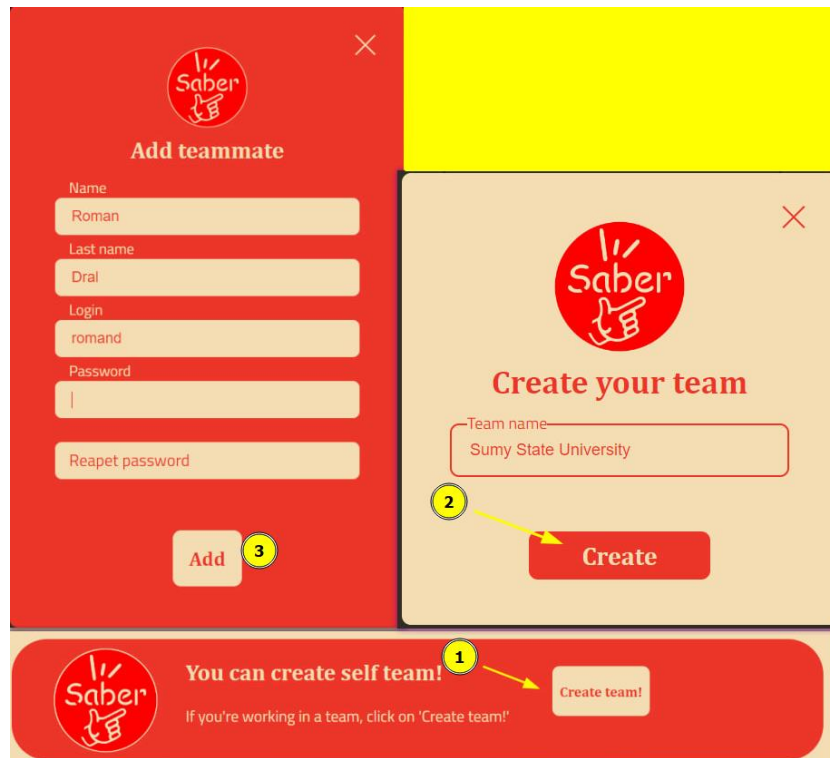 Saber
Add teammate
Name
Roman
Last name
Dral
Login
romand
Password
Reapet password
Add
3
Saber
Create your team
Team name
Sumy State University
2
Create
1
Saber
You can create self team!
If you're working in a team, click on 'Create team!'
Create team!